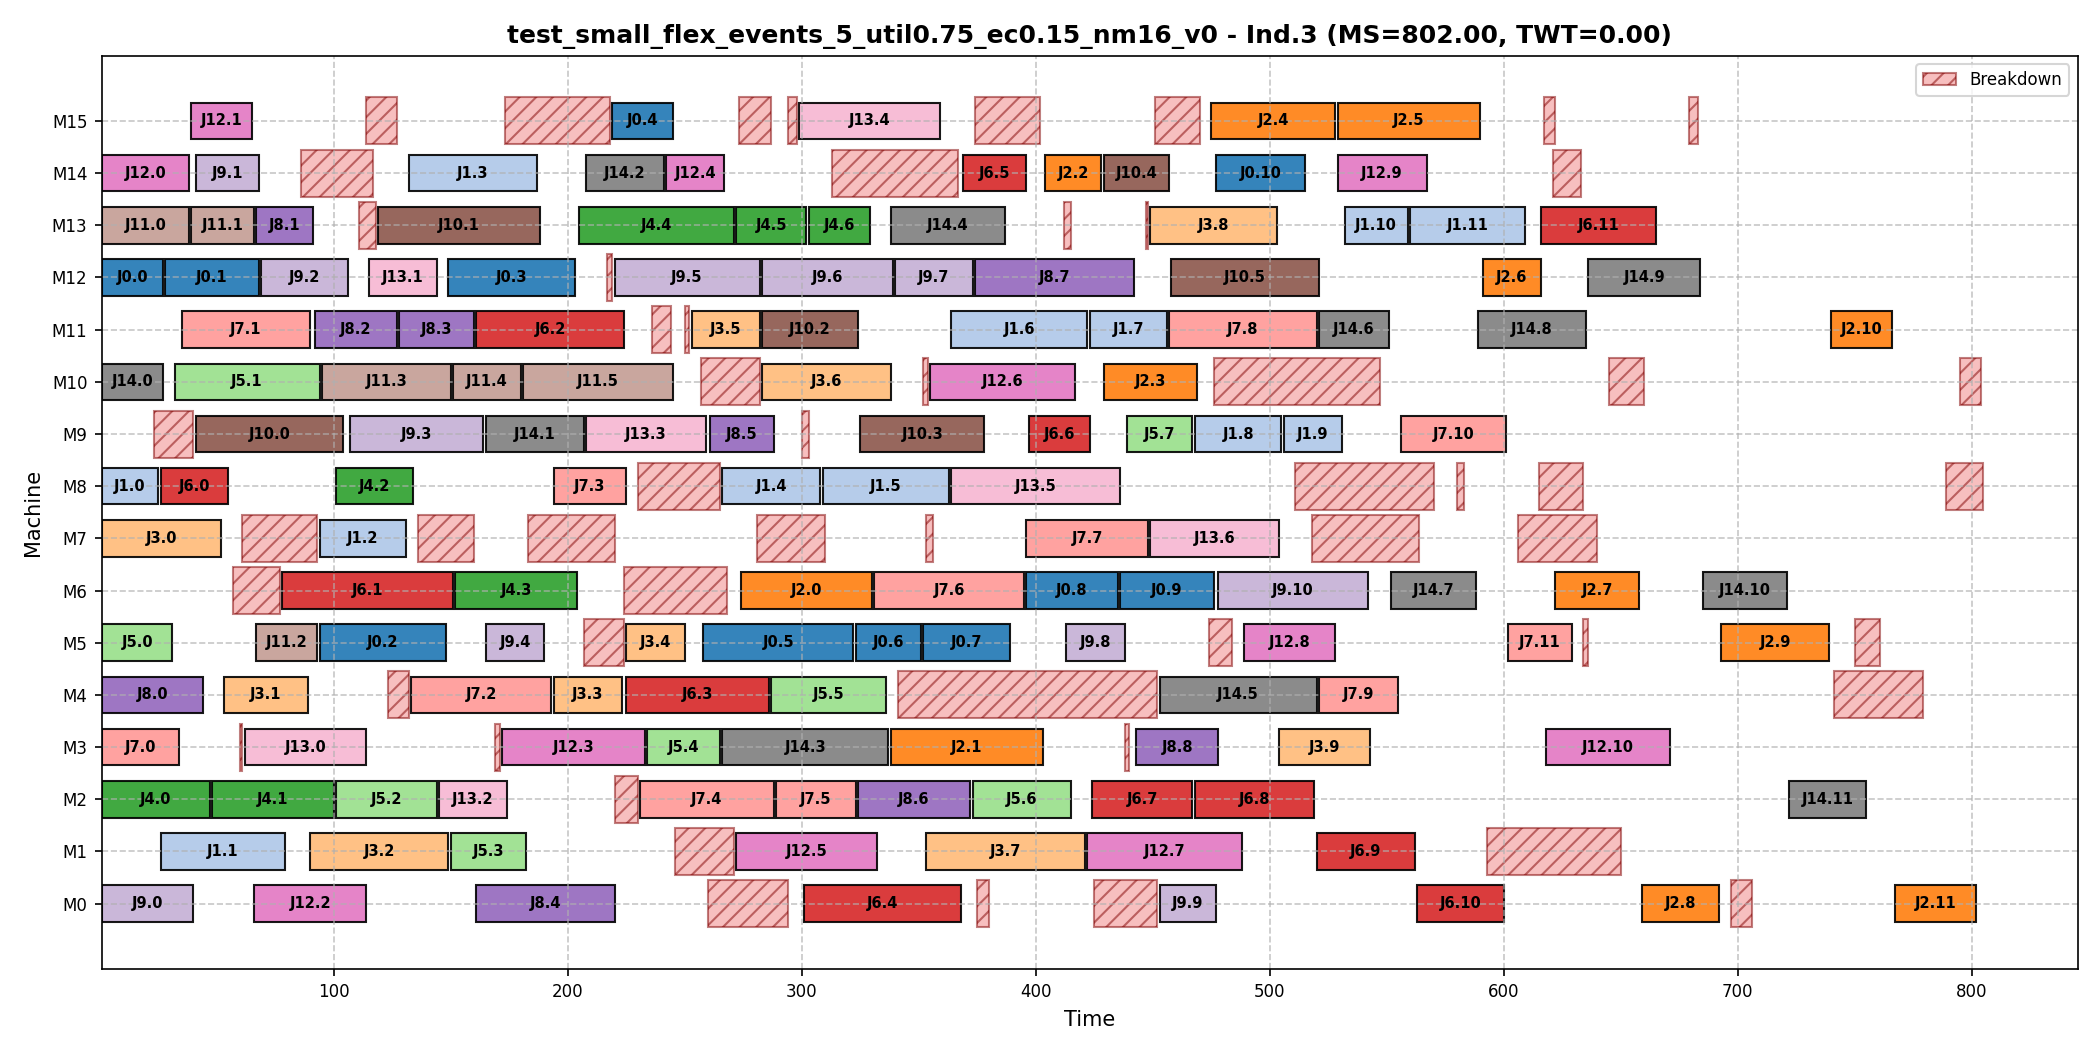 test_small_flex_events_5_util0.75_ec0.15_nm16_v0 - Ind.3 (MS=802.00, TWT=0.00)
Breakdown
M15 J12.1 J0.4 J13.4 J2.4 J2.5
M14 J12.0 J9.1 J1.3 J14.2 J12.4 J6.5 J2.2 J10.4 J0.10 J12.9
M13 J11.0 J11.1 J8.1 J10.1 J4.4 J4.5 J4.6 J14.4 J3.8 J1.10 J1.11 J6.11
M12 J0.0 J0.1 J9.2 J13.1 J0.3 J9.5 J9.6 J9.7 J8.7 J10.5 J2.6 J14.9
M11 J7.1 J8.2 J8.3 J6.2 J3.5 J10.2 J1.6 J1.7 J7.8 J14.6 J14.8 J2.10
M10 J14.0 J5.1 J11.3 J11.4 J11.5 J3.6 J12.6 J2.3
M9 J10.0 J9.3 J14.1 J13.3 J8.5 J10.3 J6.6 J5.7 J1.8 J1.9 J7.10
M8 J1.0 J6.0 J4.2 J7.3 J1.4 J1.5 J13.5
M7 J3.0 J1.2 J7.7 J13.6
M6 J6.1 J4.3 J2.0 J7.6 J0.8 J0.9 J9.10 J14.7 J2.7 J14.10
M5 J5.0 J11.2 J0.2 J9.4 J3.4 J0.5 J0.6 J0.7 J9.8 J12.8 J7.11 J2.9
M4 J8.0 J3.1 J7.2 J3.3 J6.3 J5.5 J14.5 J7.9
M3 J7.0 J13.0 J12.3 J5.4 J14.3 J2.1 J8.8 J3.9 J12.10
M2 J4.0 J4.1 J5.2 J13.2 J7.4 J7.5 J8.6 J5.6 J6.7 J6.8 J14.11
M1 J1.1 J3.2 J5.3 J12.5 J3.7 J12.7 J6.9
M0 J9.0 J12.2 J8.4 J6.4 J9.9 J6.10 J2.8 J2.11
Machine
100 200 300 400 500 600 700 800
Time